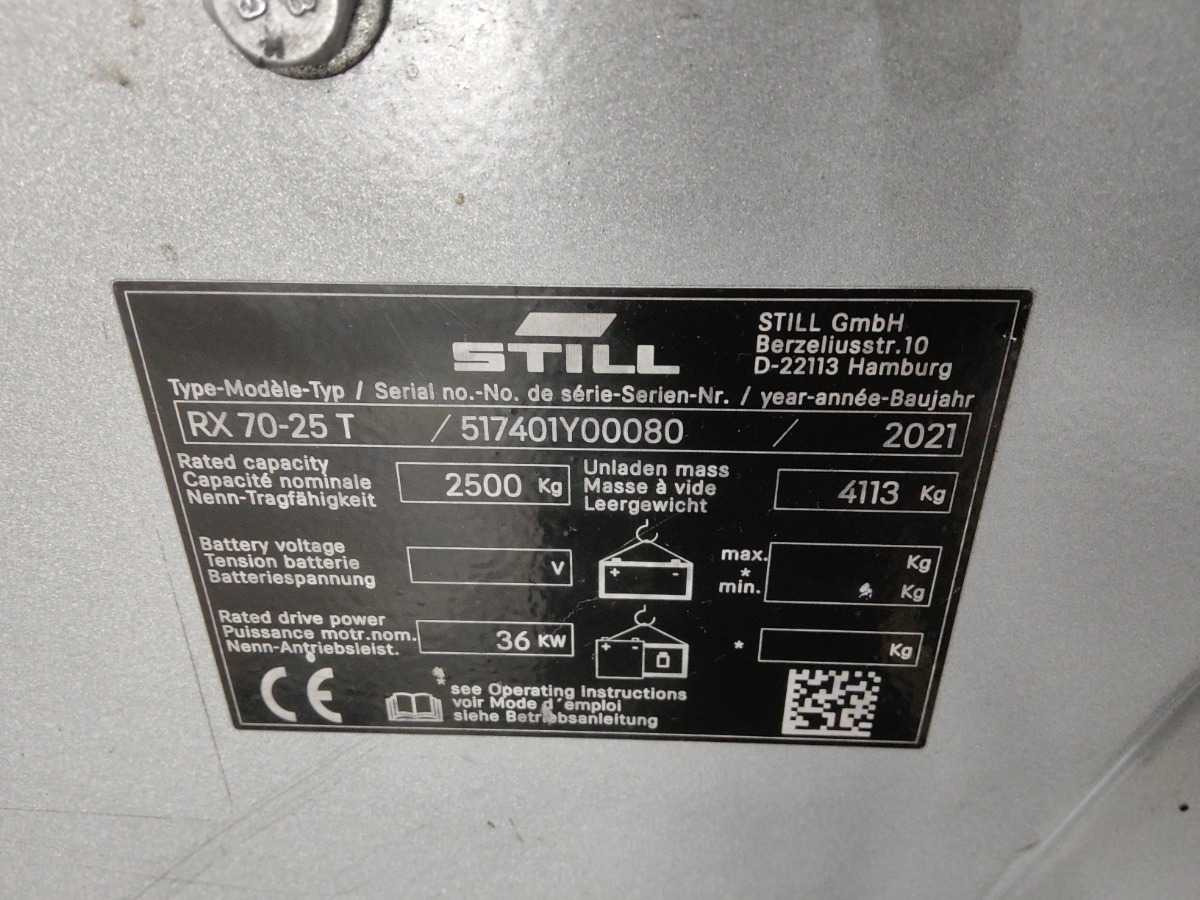 STILL
STILL GmbH
Berzeliusstr.10
D-22113 Hamburg
Type-Modèle-Typ / Serial no.-No. de série-Serien-Nr. / year-année-Baujahr
RX 70-25 T / 517401Y00080 / 2021
Rated capacity
Capacité nominale
Nenn-Tragfähigkeit
2500 Kg
Unladen mass
Masse à vide
Leergewicht
4113 Kg
Battery voltage
Tension batterie
Batteriespannung
V
+ -
max. Kg
*
min. Kg
Rated drive power
Puissance motr.nom.
Nenn-Antriebsleist.
36 KW
+ -
* Kg
CE
* see Operating Instructions
voir Mode d'emploi
siehe Betriebsanleitung